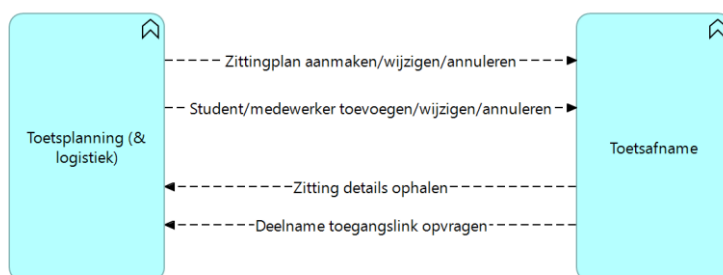 Zittingplan aanmaken/wijzigen/annuleren
Student/medewerker toevoegen/wijzigen/annuleren
Toetsplanning (&
logistiek)
Toetsafname
Zitting details ophalen
Deelname toegangslink opvragen